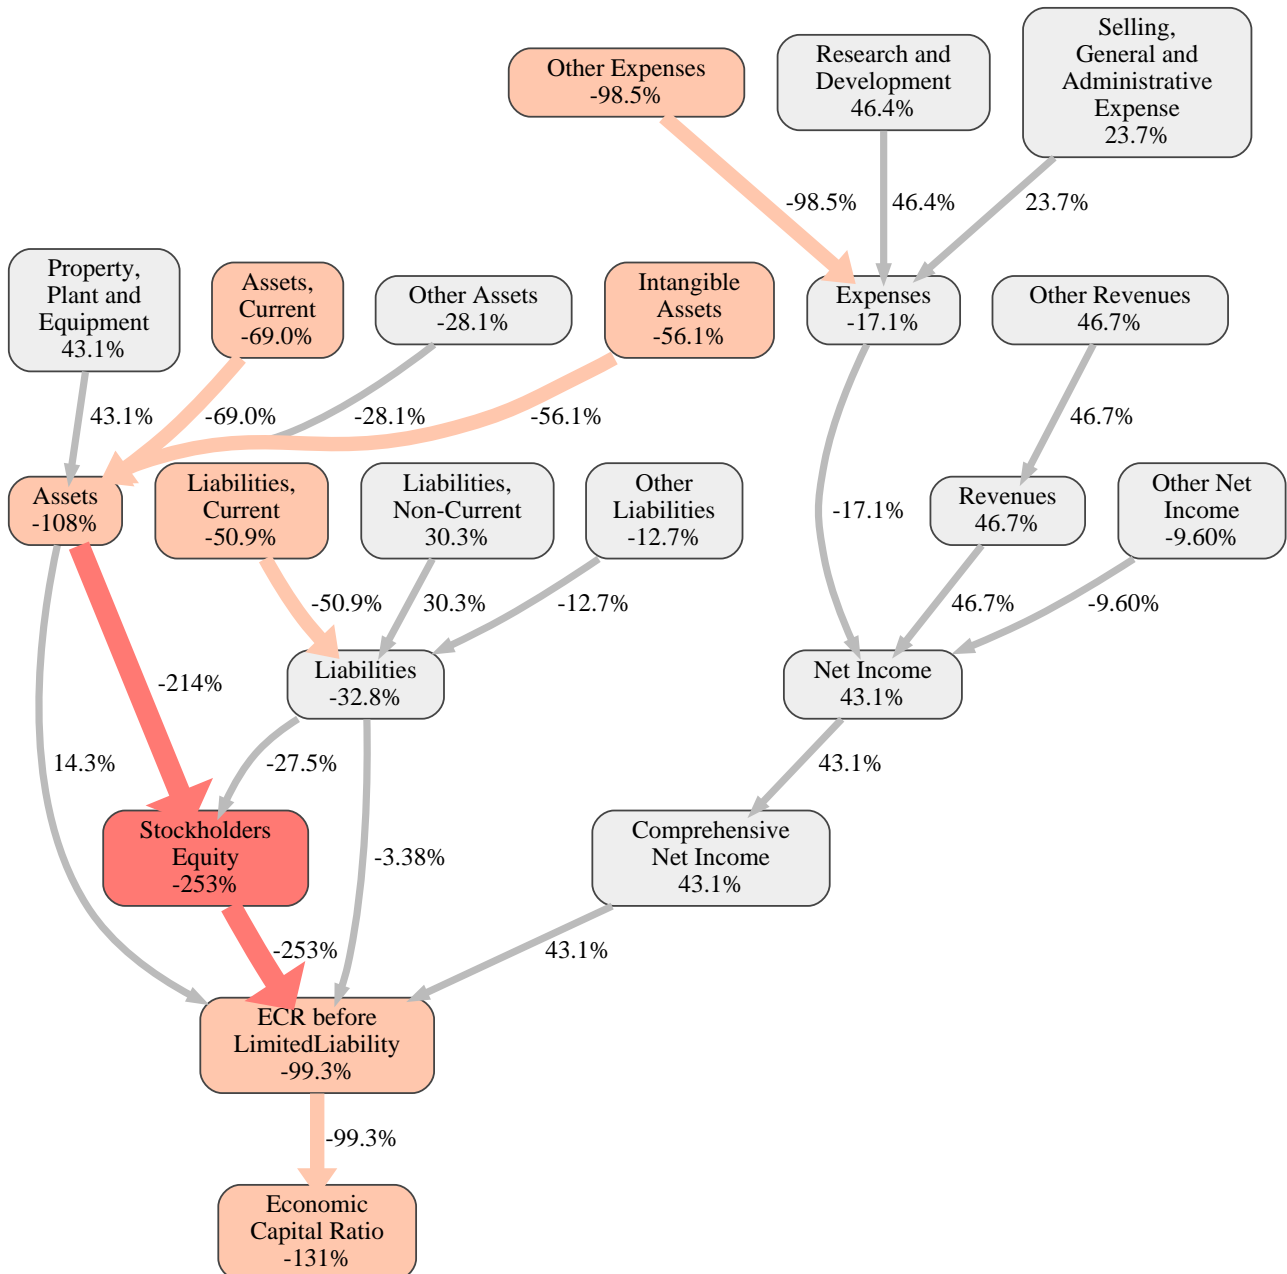 Other Expenses
-98.5%
Research and
Development
46.4%
Selling,
General and
Administrative
Expense
23.7%
-98.5%
46.4%
23.7%
Property,
Plant and
Equipment
43.1%
Assets,
Current
-69.0%
Other Assets
-28.1%
Intangible
Assets
-56.1%
Expenses
-17.1%
Other Revenues
46.7%
43.1%
-69.0%
-28.1%
-56.1%
46.7%
Assets
-108%
Liabilities,
Current
-50.9%
Liabilities,
Non-Current
30.3%
Other
Liabilities
-12.7%
-17.1%
Revenues
46.7%
Other Net
Income
-9.60%
-50.9%
30.3%
-12.7%
46.7%
-9.60%
-214%
Liabilities
-32.8%
Net Income
43.1%
14.3%
-27.5%
43.1%
Stockholders
Equity
-253%
-3.38%
Comprehensive
Net Income
43.1%
-253%
43.1%
ECR before
LimitedLiability
-99.3%
-99.3%
Economic
Capital Ratio
-131%